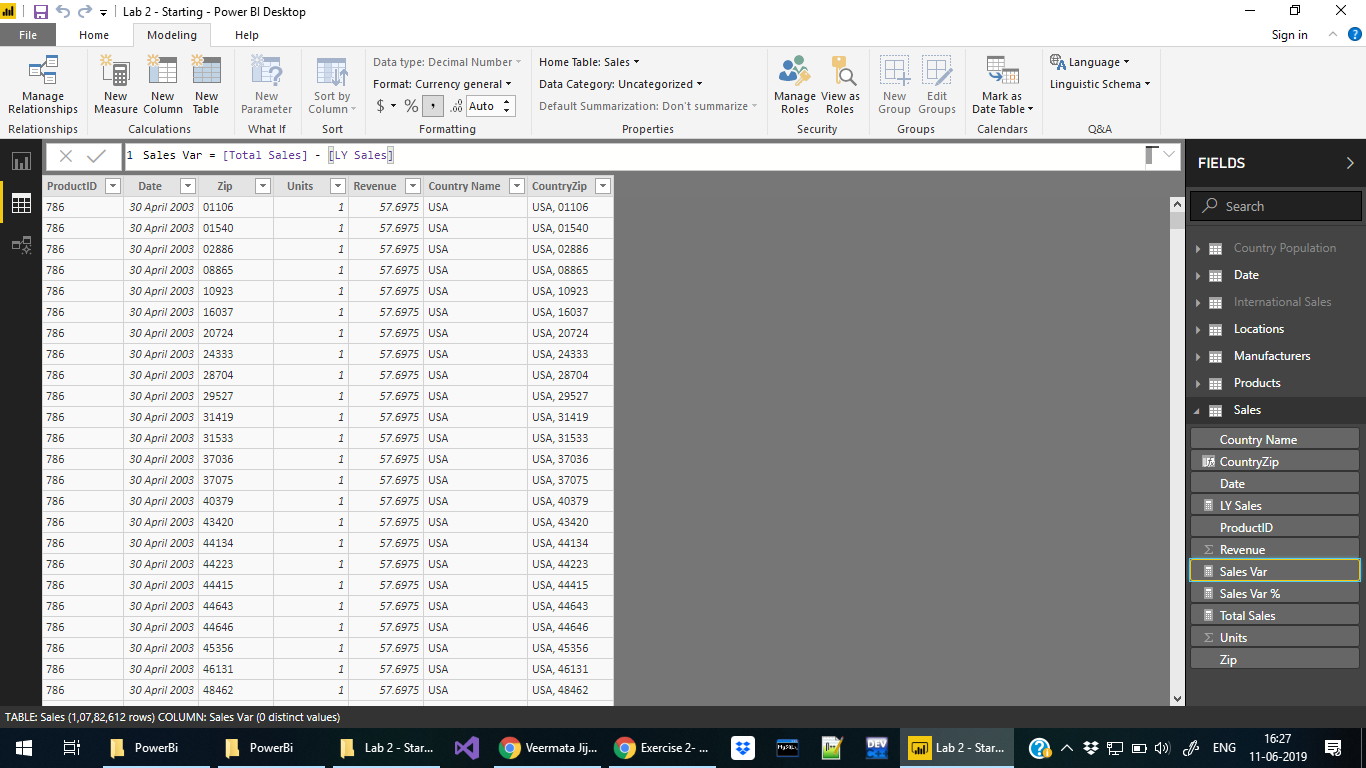 Lab 2 - Starting - Power BI Desktop
File Home Modeling Help Sign in
Manage Relationships
Relationships
New Measure New Column New Table
Calculations
New Parameter
What If
Sort by Column
Sort
Data type: Decimal Number
Format: Currency general
$ % , .00 Auto
Formatting
Home Table: Sales
Data Category: Uncategorized
Default Summarization: Don't summarize
Properties
Manage Roles View as Roles
Security
New Group Edit Groups
Groups
Mark as Date Table
Calendars
Language
Linguistic Schema
Q&A
1 Sales Var = [Total Sales] - [LY Sales]
ProductID Date Zip Units Revenue Country Name CountryZip
786 30 April 2003 01106 1 57.6975 USA USA, 01106
786 30 April 2003 01540 1 57.6975 USA USA, 01540
786 30 April 2003 02886 1 57.6975 USA USA, 02886
786 30 April 2003 08865 1 57.6975 USA USA, 08865
786 30 April 2003 10923 1 57.6975 USA USA, 10923
786 30 April 2003 16037 1 57.6975 USA USA, 16037
786 30 April 2003 20724 1 57.6975 USA USA, 20724
786 30 April 2003 24333 1 57.6975 USA USA, 24333
786 30 April 2003 28704 1 57.6975 USA USA, 28704
786 30 April 2003 29527 1 57.6975 USA USA, 29527
786 30 April 2003 31419 1 57.6975 USA USA, 31419
786 30 April 2003 31533 1 57.6975 USA USA, 31533
786 30 April 2003 37036 1 57.6975 USA USA, 37036
786 30 April 2003 37075 1 57.6975 USA USA, 37075
786 30 April 2003 40379 1 57.6975 USA USA, 40379
786 30 April 2003 43420 1 57.6975 USA USA, 43420
786 30 April 2003 44134 1 57.6975 USA USA, 44134
786 30 April 2003 44223 1 57.6975 USA USA, 44223
786 30 April 2003 44415 1 57.6975 USA USA, 44415
786 30 April 2003 44643 1 57.6975 USA USA, 44643
786 30 April 2003 44646 1 57.6975 USA USA, 44646
786 30 April 2003 45356 1 57.6975 USA USA, 45356
786 30 April 2003 46131 1 57.6975 USA USA, 46131
786 30 April 2003 48462 1 57.6975 USA USA, 48462
FIELDS
Search
Country Population
Date
International Sales
Locations
Manufacturers
Products
Sales
Country Name
CountryZip
Date
LY Sales
ProductID
Σ Revenue
Sales Var
Sales Var %
Total Sales
Σ Units
Zip
TABLE: Sales (1,07,82,612 rows) COLUMN: Sales Var (0 distinct values)
PowerBi PowerBi Lab 2 - Star... Veermata Jij... Exercise 2- ... MySQL DEV Lab 2 - Star... ENG
16:27
11-06-2019